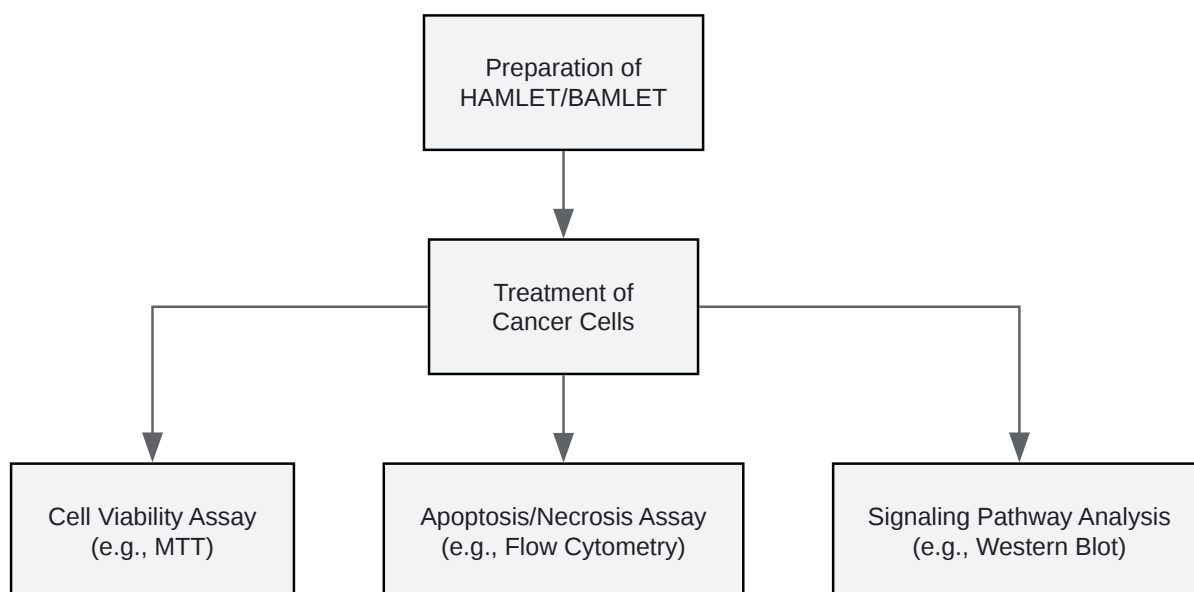 Preparation of
HAMLET/BAMLET
Treatment of
Cancer Cells
Cell Viability Assay
(e.g., MTT)
Apoptosis/Necrosis Assay
(e.g., Flow Cytometry)
Signaling Pathway Analysis
(e.g., Western Blot)